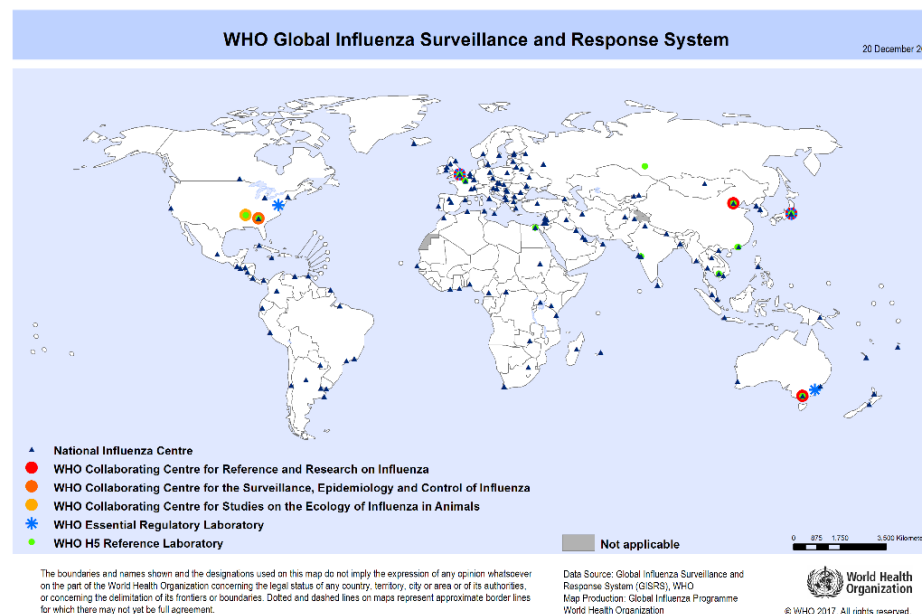 WHO Global Influenza Surveillance and Response System
20 December 20
National Influenza Centre
WHO Collaborating Centre for Reference and Research on Influenza
WHO Collaborating Centre for the Surveillance, Epidemiology and Control of Influenza
WHO Collaborating Centre for Studies on the Ecology of Influenza in Animals
WHO Essential Regulatory Laboratory
WHO H5 Reference Laboratory
Not applicable
0 875 1,750 3,500 Kilomete
The boundaries and names shown and the designations used on this map do not imply the expression of any opinion whatsoever
on the part of the World Health Organization concerning the legal status of any country, territory, city or area or of its authorities,
or concerning the delimitation of its frontiers or boundaries. Dotted and dashed lines on maps represent approximate border lines
for which there may not yet be full agreement.
Data Source: Global Influenza Surveillance and
Response System (GISRS), WHO
Map Production: Global Influenza Programme
World Health Organization
World Health
Organization
© WHO 2017. All rights reserved